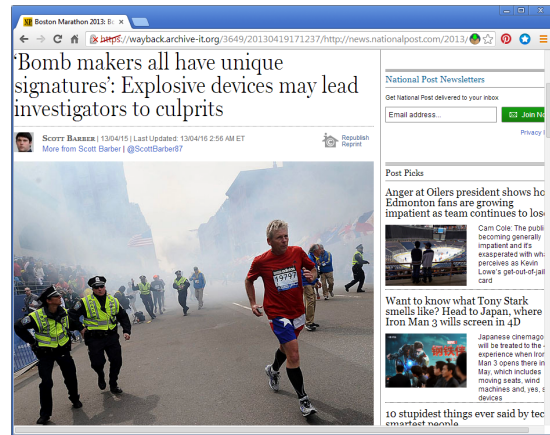 Boston Marathon 2013: B
https://wayback.archive-it.org/3649/20130419171237/http://news.nationalpost.com/2013/
'Bomb makers all have unique
signatures': Explosive devices may lead
investigators to culprits
SCOTT BARBER | 13/04/15 | Last Updated: 13/04/16 2:56 AM ET
More from Scott Barber | @ScottBarber87
Republish
Reprint
19797
National Post Newsletters
Get National Post delivered to your inbox
Email address...
Join No
Privacy
Post Picks
Anger at Oilers president shows ho
Edmonton fans are growing
impatient as team continues to lose
Cam Cole: The publi
becoming generally
impatient and it's
exasperated with wha
perceives as Kevin
Lowe's get-out-of-jail
card
Want to know what Tony Stark
smells like? Head to Japan, where
Iron Man 3 wills screen in 4D
Japanese cinemago
will be treated to the
experience when Iron
Man 3 opens there in
May, which includes
moving seats, wind
machines and, yes, s
devices
10 stupidest things ever said by tec
smartest people